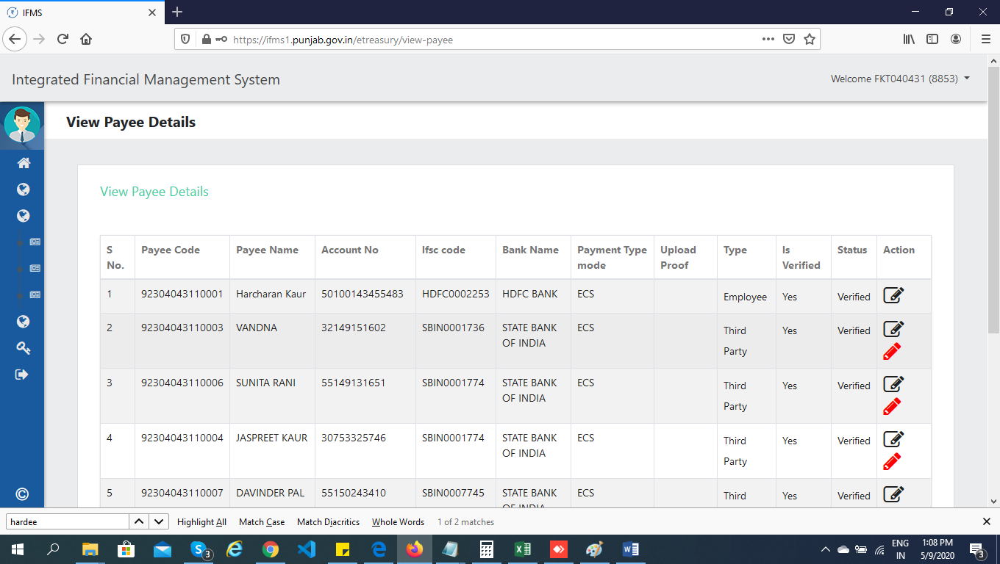 IFMS
https://ifms1.punjab.gov.in/etreasury/view-payee
Integrated Financial Management System
Welcome FKT040431 (8853)
View Payee Details
View Payee Details
S No. Payee Code Payee Name Account No Ifsc code Bank Name Payment Type mode Upload Proof Type Is Verified Status Action
1 92304043110001 Harcharan Kaur 50100143455483 HDFC0002253 HDFC BANK ECS Employee Yes Verified
2 92304043110003 VANDNA 32149151602 SBIN0001736 STATE BANK OF INDIA ECS Third Party Yes Verified
3 92304043110006 SUNITA RANI 55149131651 SBIN0001774 STATE BANK OF INDIA ECS Third Party Yes Verified
4 92304043110004 JASPREET KAUR 30753325746 SBIN0001774 STATE BANK OF INDIA ECS Third Party Yes Verified
5 92304043110007 DAVINDER PAL 55150243410 SBIN0007745 STATE BANK OF INDIA ECS Third Yes Verified
hardee Highlight All Match Case Match Diacritics Whole Words 1 of 2 matches
3
ENG
IN
1:08 PM
5/9/2020
3